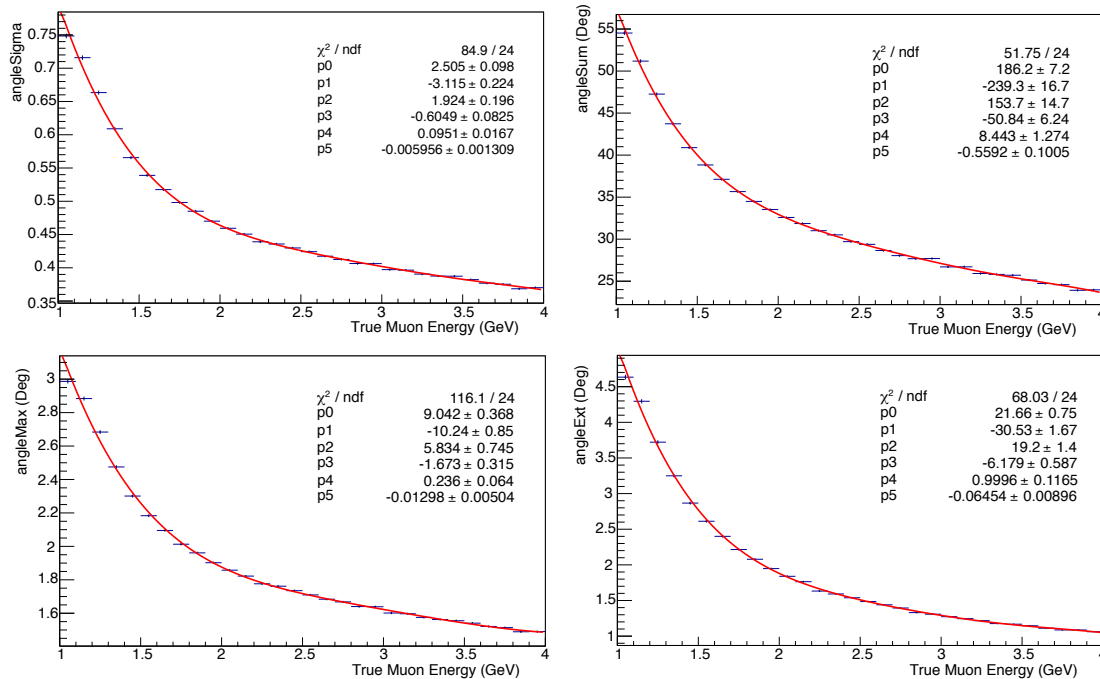 angleSigma
0.75
0.7
0.65
0.6
0.55
0.5
0.45
0.4
0.35
χ² / ndf 84.9 / 24
p0 2.505 ± 0.098
p1 -3.115 ± 0.224
p2 1.924 ± 0.196
p3 -0.6049 ± 0.0825
p4 0.0951 ± 0.0167
p5 -0.005956 ± 0.001309
1 1.5 2 2.5 3 3.5 4
True Muon Energy (GeV)
angleSum (Deg)
55
50
45
40
35
30
25
χ² / ndf 51.75 / 24
p0 186.2 ± 7.2
p1 -239.3 ± 16.7
p2 153.7 ± 14.7
p3 -50.84 ± 6.24
p4 8.443 ± 1.274
p5 -0.5592 ± 0.1005
1 1.5 2 2.5 3 3.5 4
True Muon Energy (GeV)
angleMax (Deg)
3
2.8
2.6
2.4
2.2
2
1.8
1.6
χ² / ndf 116.1 / 24
p0 9.042 ± 0.368
p1 -10.24 ± 0.85
p2 5.834 ± 0.745
p3 -1.673 ± 0.315
p4 0.236 ± 0.064
p5 -0.01298 ± 0.00504
1 1.5 2 2.5 3 3.5 4
True Muon Energy (GeV)
angleExt (Deg)
4.5
4
3.5
3
2.5
2
1.5
1
χ² / ndf 68.03 / 24
p0 21.66 ± 0.75
p1 -30.53 ± 1.67
p2 19.2 ± 1.4
p3 -6.179 ± 0.587
p4 0.9996 ± 0.1165
p5 -0.06454 ± 0.00896
1 1.5 2 2.5 3 3.5 4
True Muon Energy (GeV)